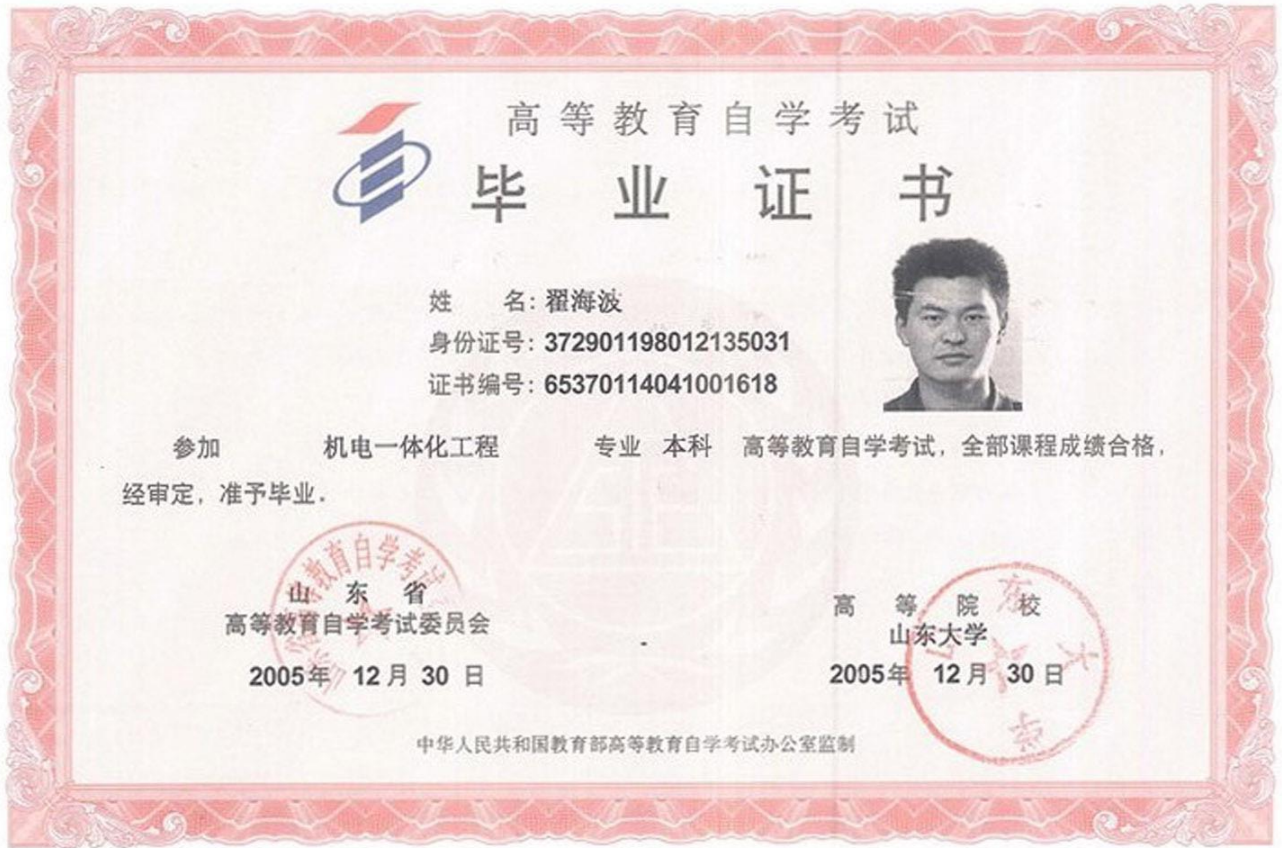 高等教育自学考试
毕业证书
姓 名：翟海波
身份证号：372901198012135031
证书编号：65370114041001618
参加 机电一体化工程 专业 本科 高等教育自学考试，全部课程成绩合格，
经审定，准予毕业．
山东省
高等教育自学考试委员会
2005年 12月 30日
高等院校
山东大学
2005年 12月 30日
中华人民共和国教育部高等教育自学考试办公室监制